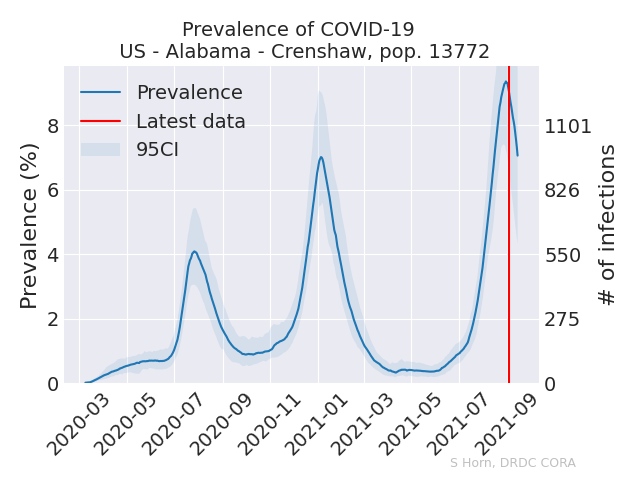 Prevalence of COVID-19
US - Alabama - Crenshaw, pop. 13772
Prevalence
Latest data
95CI
Prevalence (%)
8
6
4
2
0
1101
826
550
275
0
# of infections
2020-03
2020-05
2020-07
2020-09
2020-11
2021-01
2021-03
2021-05
2021-07
2021-09
S Horn, DRDC CORA